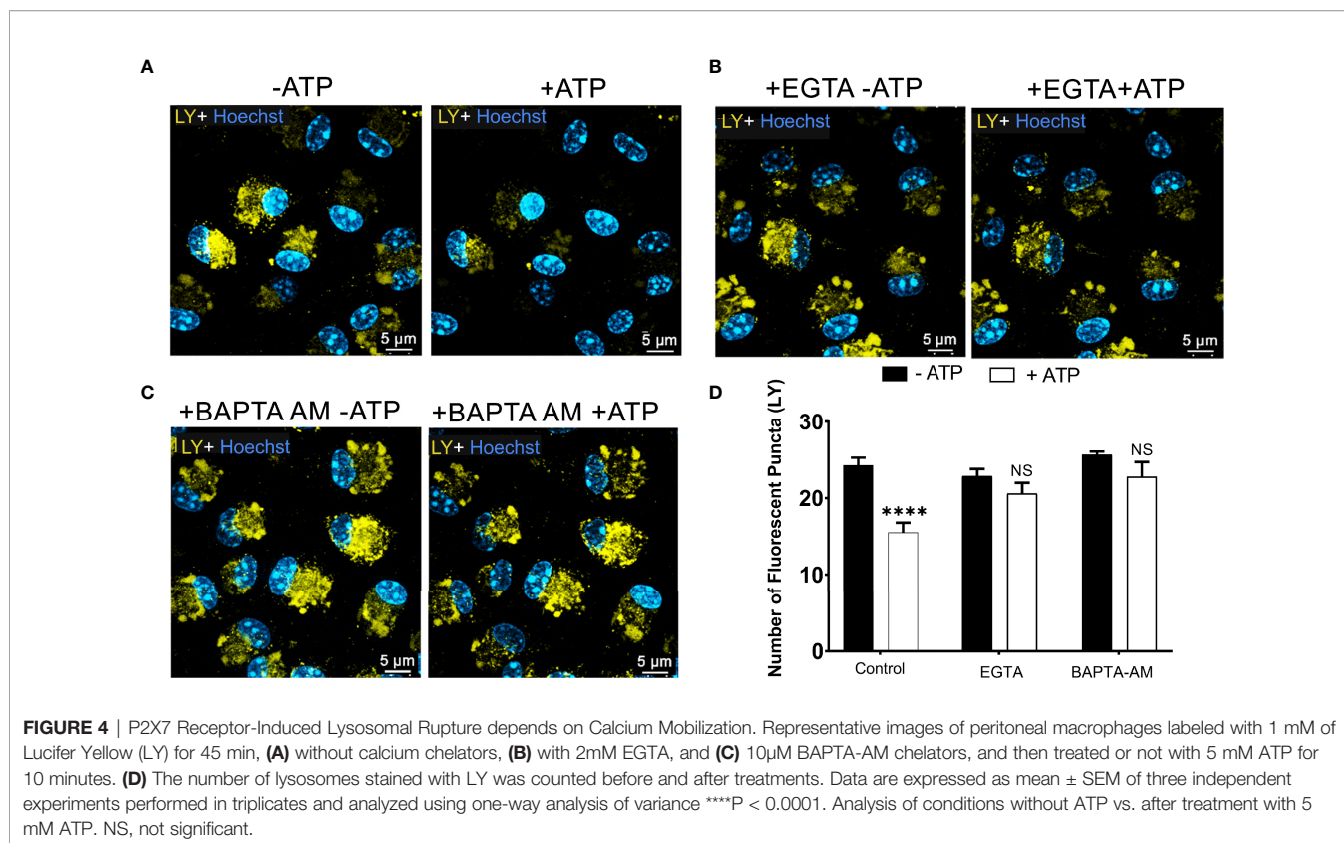 A
-ATP
+ATP
LY+ Hoechst
5 µm
5 µm
B
+EGTA -ATP
+EGTA+ATP
LY+ Hoechst
LY+ Hoechst
5 µm
5 µm
C
+BAPTA AM -ATP
+BAPTA AM +ATP
LY+ Hoechst
LY+ Hoechst
5 µm
5 µm
- ATP
+ ATP
D
Number of Fluorescent Puncta (LY)
30
20
10
0
****
NS
NS
Control
EGTA
BAPTA-AM
LY+ Hoechst
FIGURE 4 | P2X7 Receptor-Induced Lysosomal Rupture depends on Calcium Mobilization. Representative images of peritoneal macrophages labeled with 1 mM of
Lucifer Yellow (LY) for 45 min, (A) without calcium chelators, (B) with 2mM EGTA, and (C) 10µM BAPTA-AM chelators, and then treated or not with 5 mM ATP for
10 minutes. (D) The number of lysosomes stained with LY was counted before and after treatments. Data are expressed as mean ± SEM of three independent
experiments performed in triplicates and analyzed using one-way analysis of variance ****P < 0.0001. Analysis of conditions without ATP vs. after treatment with 5
mM ATP. NS, not significant.